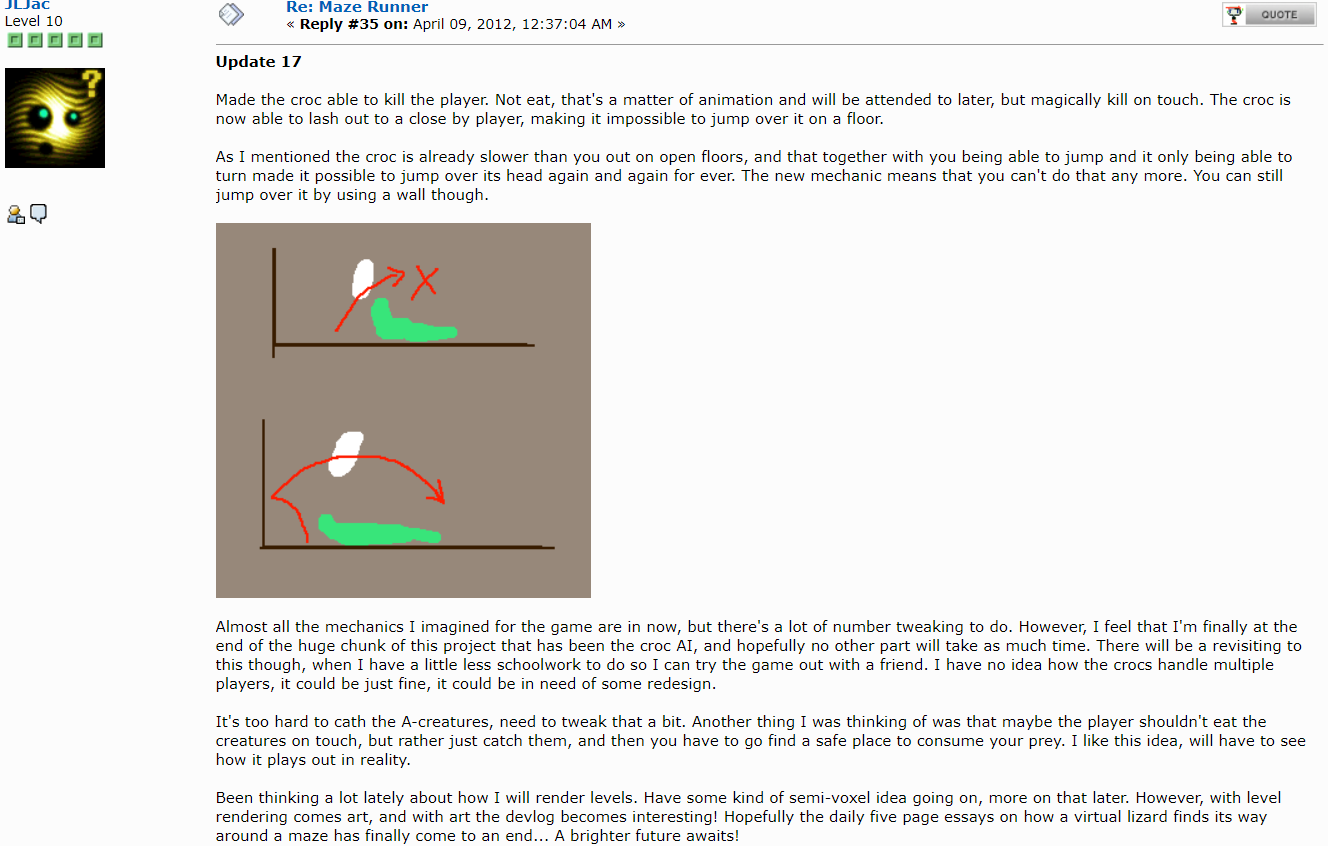 JLJac
Level 10
Re: Maze Runner
« Reply #35 on: April 09, 2012, 12:37:04 AM »
QUOTE
Update 17
Made the croc able to kill the player. Not eat, that's a matter of animation and will be attended to later, but magically kill on touch. The croc is
now able to lash out to a close by player, making it impossible to jump over it on a floor.
As I mentioned the croc is already slower than you out on open floors, and that together with you being able to jump and it only being able to
turn made it possible to jump over its head again and again for ever. The new mechanic means that you can't do that any more. You can still
jump over it by using a wall though.
X
Almost all the mechanics I imagined for the game are in now, but there's a lot of number tweaking to do. However, I feel that I'm finally at the
end of the huge chunk of this project that has been the croc AI, and hopefully no other part will take as much time. There will be a revisiting to
this though, when I have a little less schoolwork to do so I can try the game out with a friend. I have no idea how the crocs handle multiple
players, it could be just fine, it could be in need of some redesign.
It's too hard to cath the A-creatures, need to tweak that a bit. Another thing I was thinking of was that maybe the player shouldn't eat the
creatures on touch, but rather just catch them, and then you have to go find a safe place to consume your prey. I like this idea, will have to see
how it plays out in reality.
Been thinking a lot lately about how I will render levels. Have some kind of semi-voxel idea going on, more on that later. However, with level
rendering comes art, and with art the devlog becomes interesting! Hopefully the daily five page essays on how a virtual lizard finds its way
around a maze has finally come to an end... A brighter future awaits!